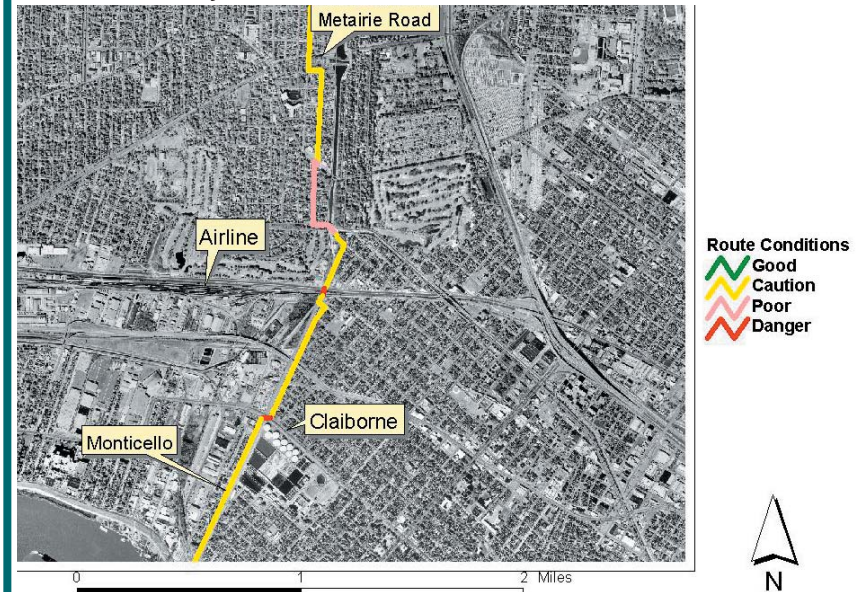 Metairie Road
Airline
Route Conditions
Good
Caution
Poor
Danger
Claiborne
Monticello
0 1 2 Miles
N